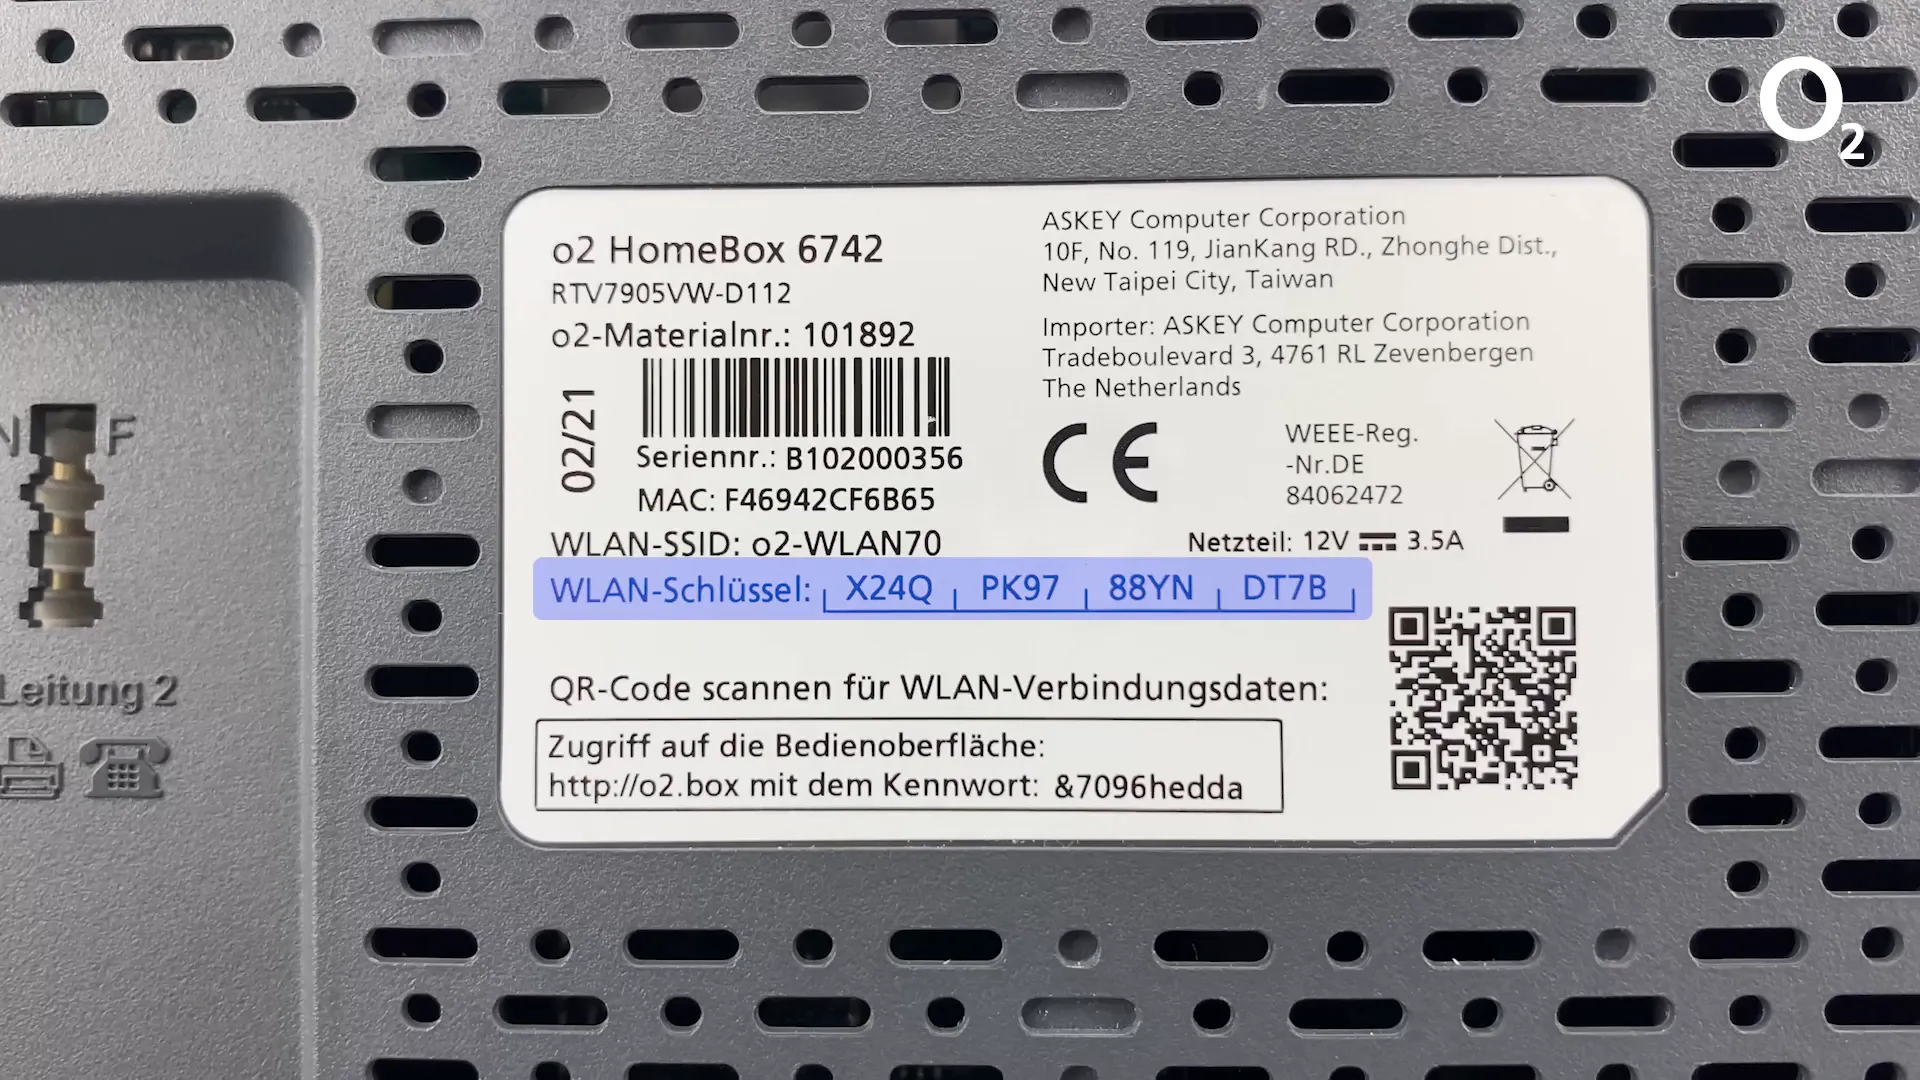 O2
o2 HomeBox 6742
RTV7905VW-D112
o2-Materialnr.: 101892
02/21
Seriennr.: B102000356
MAC: F46942CF6B65
WLAN-SSID: o2-WLAN70
WLAN-Schlüssel: X24Q PK97 88YN DT7B
ASKEY Computer Corporation
10F, No. 119, JianKang RD., Zhonghe Dist.,
New Taipei City, Taiwan
Importer: ASKEY Computer Corporation
Tradeboulevard 3, 4761 RL Zevenbergen
The Netherlands
CE
WEEE-Reg.
-Nr.DE
84062472
Netzteil: 12V 3.5A
QR-Code scannen für WLAN-Verbindungsdaten:
Zugriff auf die Bedienoberfläche:
http://o2.box mit dem Kennwort: &7096hedda
N F
Leitung 2